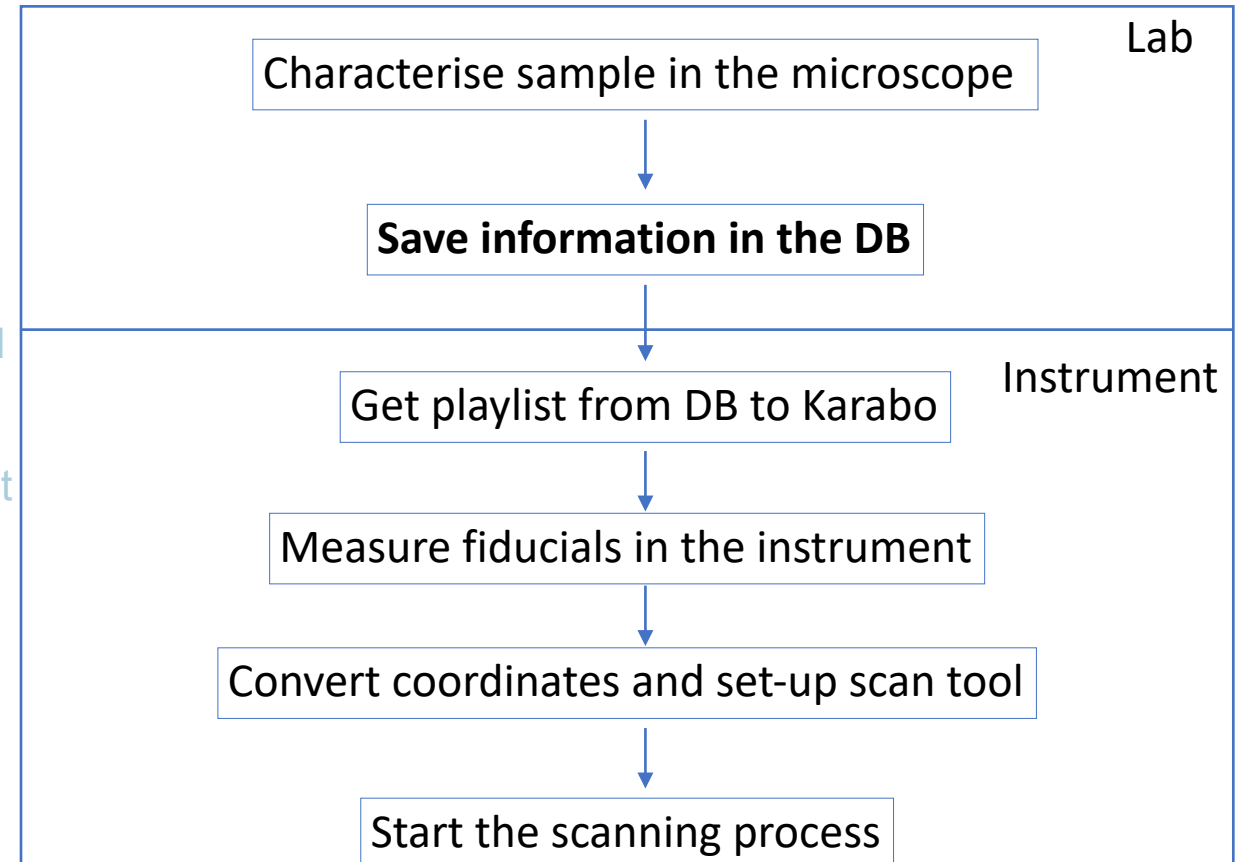 Lab
Characterise sample in the microscope
Save information in the DB
Instrument
Get playlist from DB to Karabo
Measure fiducials in the instrument
Convert coordinates and set-up scan tool
Start the scanning process